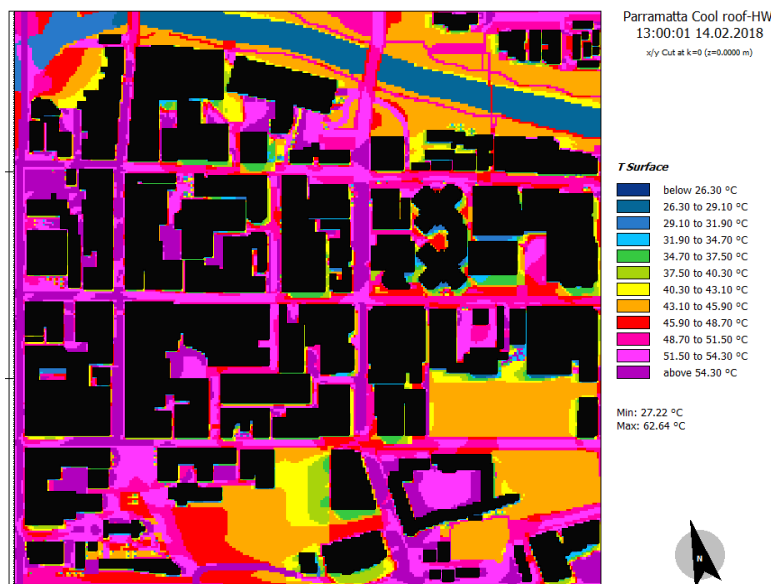 Parramatta Cool roof-HW
13:00:01 14.02.2018
x/y Cut at k=0 (z=0.0000 m)
T Surface
below 26.30 °C
26.30 to 29.10 °C
29.10 to 31.90 °C
31.90 to 34.70 °C
34.70 to 37.50 °C
37.50 to 40.30 °C
40.30 to 43.10 °C
43.10 to 45.90 °C
45.90 to 48.70 °C
48.70 to 51.50 °C
51.50 to 54.30 °C
above 54.30 °C
Min: 27.22 °C
Max: 62.64 °C
N